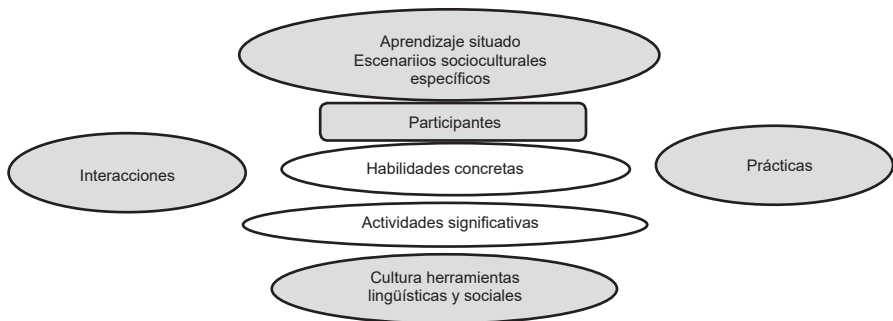 Aprendizaje situado
Escenariios socioculturales
específicos
Participantes
Interacciones
Habilidades concretas
Prácticas
Actividades significativas
Cultura herramientas
lingüísticas y sociales